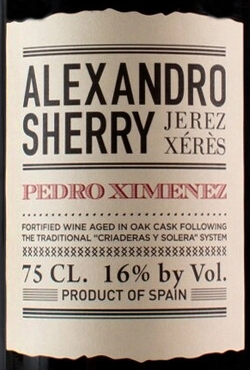 ALEXANDRO
SHERRY JEREZ
XÉRÈS
PEDRO XIMENEZ
FORTIFIED WINE AGED IN OAK CASK FOLLOWING
THE TRADITIONAL "CRIADERAS Y SOLERA" SYSTEM
75 CL. 16% by Vol.
PRODUCT OF SPAIN